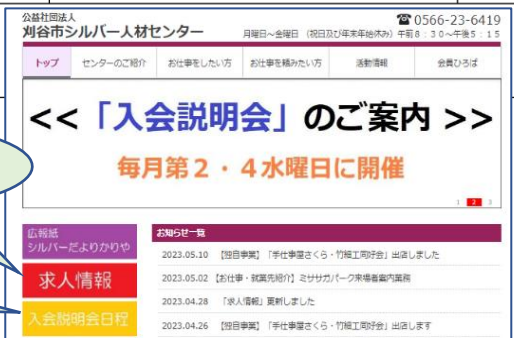 公益社団法人
刈谷市シルバー人材センター
☎ 0566-23-6419
月曜日～金曜日 (祝日及び年末年始休み) 午前8：30～午後5：15
トップ
センターのご紹介
お仕事をしたい方
お仕事を頼みたい方
活動情報
会員ひろば
<<「入会説明会」のご案内 >>
毎月第2・4水曜日に開催
1 2 3
広報紙
シルバーだよりかりや
求人情報
入会説明会日程
お知らせ一覧
2023.05.10 【独自事業】「手仕事屋さくら・竹細工同好会」出店しました
2023.05.02 【お仕事・就業先紹介】ミササガパーク来場者案内業務
2023.04.28 「求人情報」更新しました
2023.04.26 【独自事業】「手仕事屋さくら・竹細工同好会」出店します